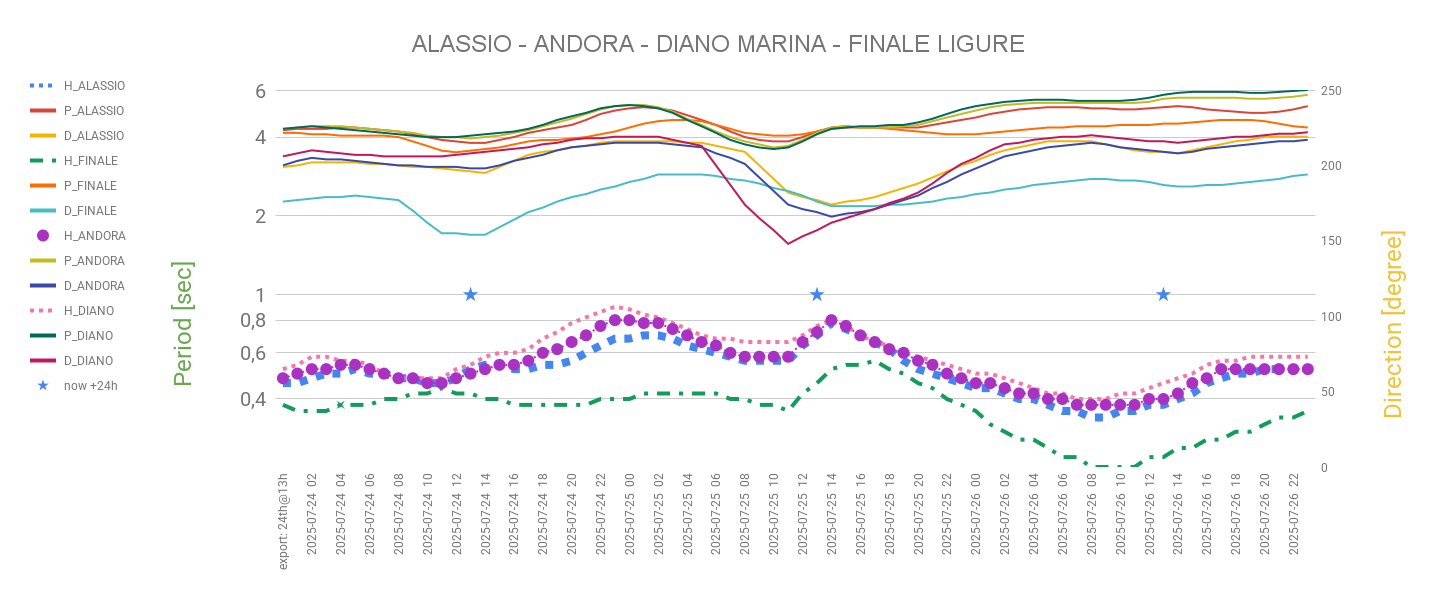 ALASSIO - ANDORA - DIANO MARINA - FINALE LIGURE
H_ALASSIO
P_ALASSIO
D_ALASSIO
H_FINALE
P_FINALE
D_FINALE
H_ANDORA
P_ANDORA
D_ANDORA
H_DIANO
P_DIANO
D_DIANO
now +24h
Period [sec]
6
4
2
1
0,8
0,6
0,4
250
200
150
100
50
0
Direction [degree]
export: 24th@13h
2025-07-24 02
2025-07-24 04
2025-07-24 06
2025-07-24 08
2025-07-24 10
2025-07-24 12
2025-07-24 14
2025-07-24 16
2025-07-24 18
2025-07-24 20
2025-07-24 22
2025-07-25 00
2025-07-25 02
2025-07-25 04
2025-07-25 06
2025-07-25 08
2025-07-25 10
2025-07-25 12
2025-07-25 14
2025-07-25 16
2025-07-25 18
2025-07-25 20
2025-07-25 22
2025-07-26 00
2025-07-26 02
2025-07-26 04
2025-07-26 06
2025-07-26 08
2025-07-26 10
2025-07-26 12
2025-07-26 14
2025-07-26 16
2025-07-26 18
2025-07-26 20
2025-07-26 22